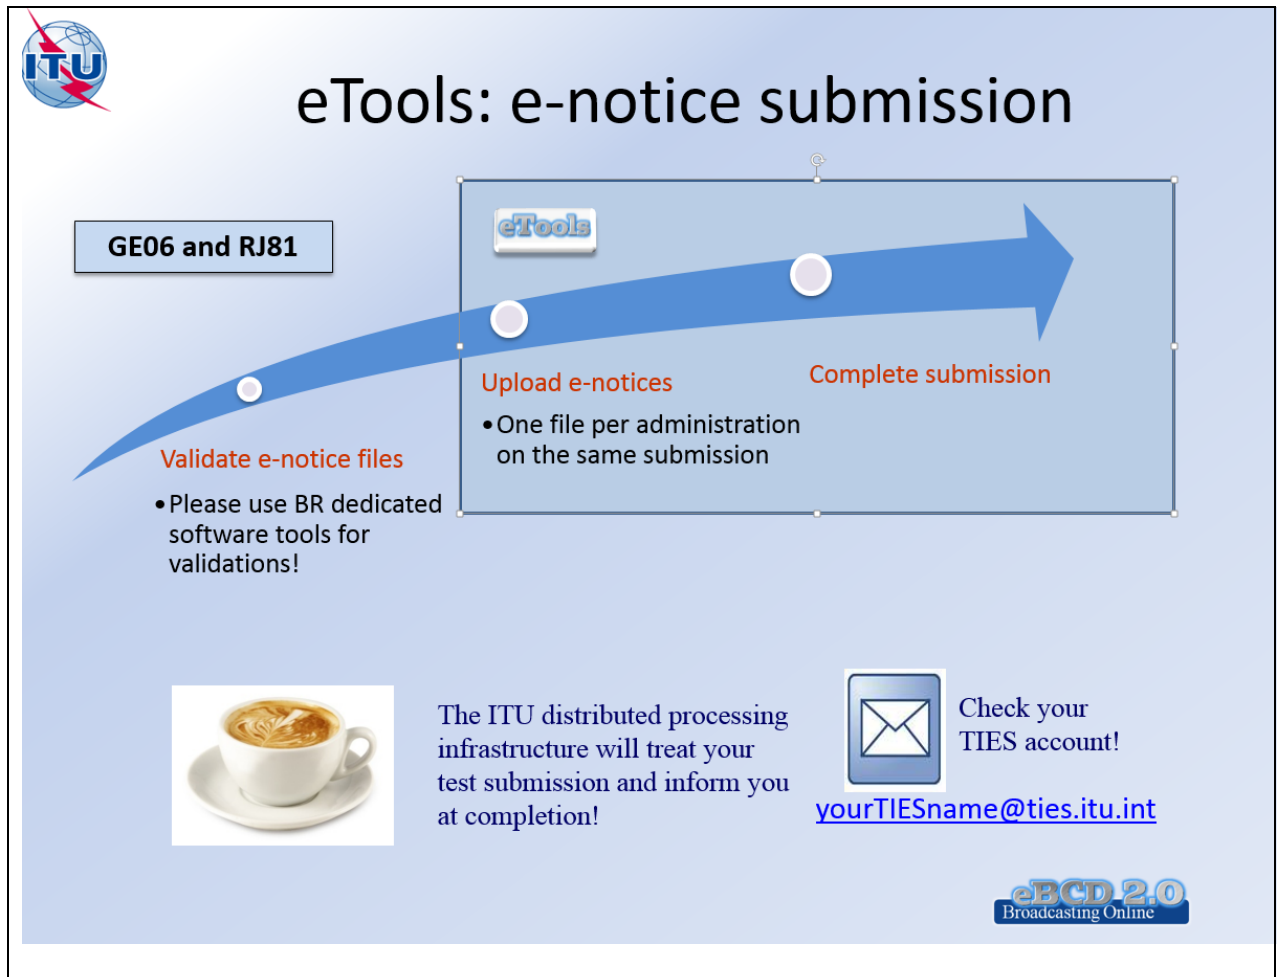 ITU
eTools: e-notice submission
GE06 and RJ81
eTools
Upload e-notices
•One file per administration
on the same submission
Complete submission
Validate e-notice files
•Please use BR dedicated
software tools for
validations!
The ITU distributed processing
infrastructure will treat your
test submission and inform you
at completion!
Check your
TIES account!
yourTIESname@ties.itu.int
eBCD 2.0
Broadcasting Online